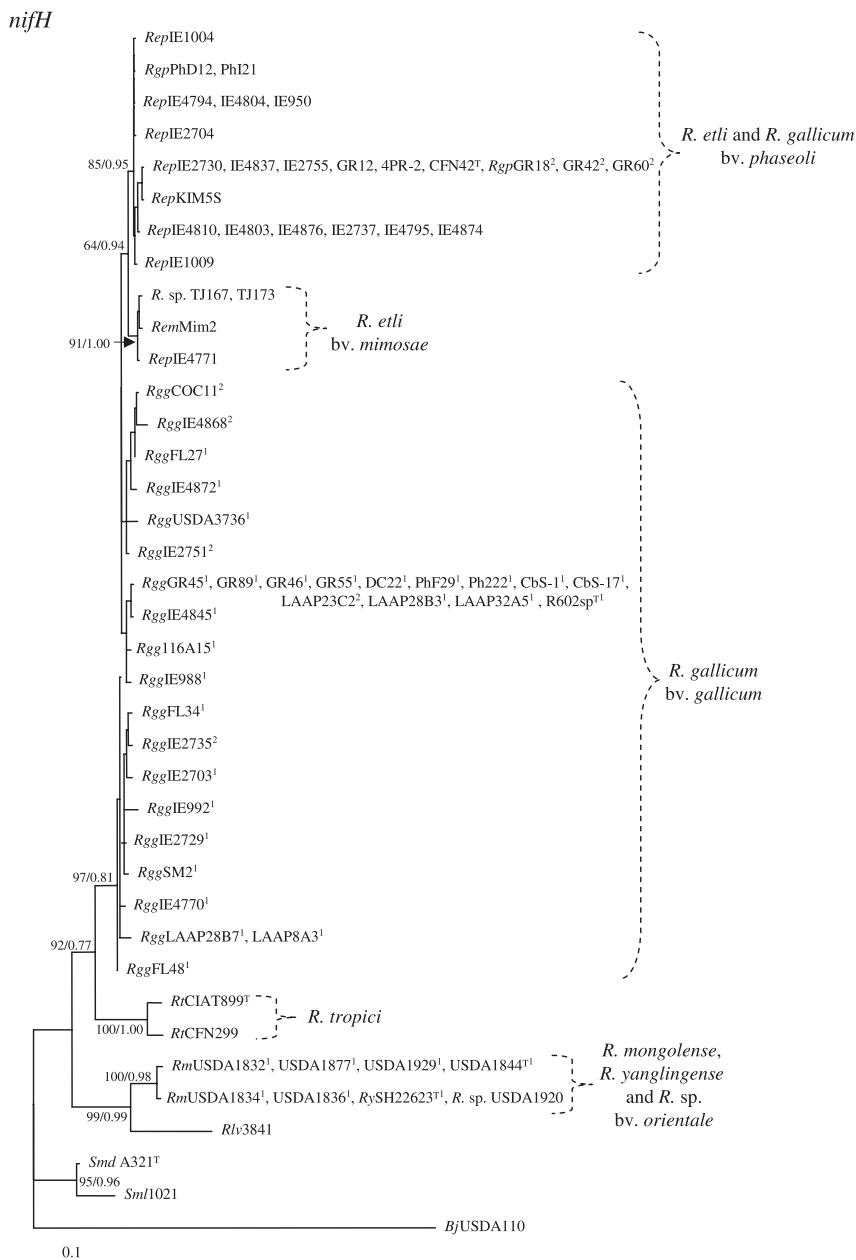 nifH
RepIE1004
RgpPhD12, PhI21
RepIE4794, IE4804, IE950
RepIE2704
85/0.95
RepIE2730, IE4837, IE2755, GR12, 4PR-2, CFN42ᵀ, RgpGR18², GR42², GR60²
RepKIM5S
RepIE4810, IE4803, IE4876, IE2737, IE4795, IE4874
64/0.94
RepIE1009
R. etli and R. gallicum
bv. phaseoli
R. sp. TJ167, TJ173
RemMim2
91/1.00
RepIE4771
R. etli
bv. mimosae
RggCOC11²
RggIE4868²
RggFL27¹
RggIE4872¹
RggUSDA3736¹
RggIE2751²
RggGR45¹, GR89¹, GR46¹, GR55¹, DC22¹, PhF29¹, Ph222¹, CbS-1¹, CbS-17¹,
LAAP23C2², LAAP28B3¹, LAAP32A5¹ , R602spᵀ¹
RggIE4845¹
Rgg116A15¹
RggIE988¹
R. gallicum
bv. gallicum
RggFL34¹
RggIE2735²
RggIE2703¹
RggIE992¹
RggIE2729¹
RggSM2¹
97/0.81
RggIE4770¹
RggLAAP28B7¹, LAAP8A3¹
92/0.77
RggFL48¹
RtCIAT899ᵀ
100/1.00
RtCFN299
R. tropici
RmUSDA1832¹, USDA1877¹, USDA1929¹, USDA1844ᵀ¹
100/0.98
RmUSDA1834¹, USDA1836¹, RySH22623ᵀ¹, R. sp. USDA1920
99/0.99
Rlv3841
R. mongolense,
R. yanglingense
and R. sp.
bv. orientale
Smd A321ᵀ
95/0.96
Sml1021
BjUSDA110
0.1